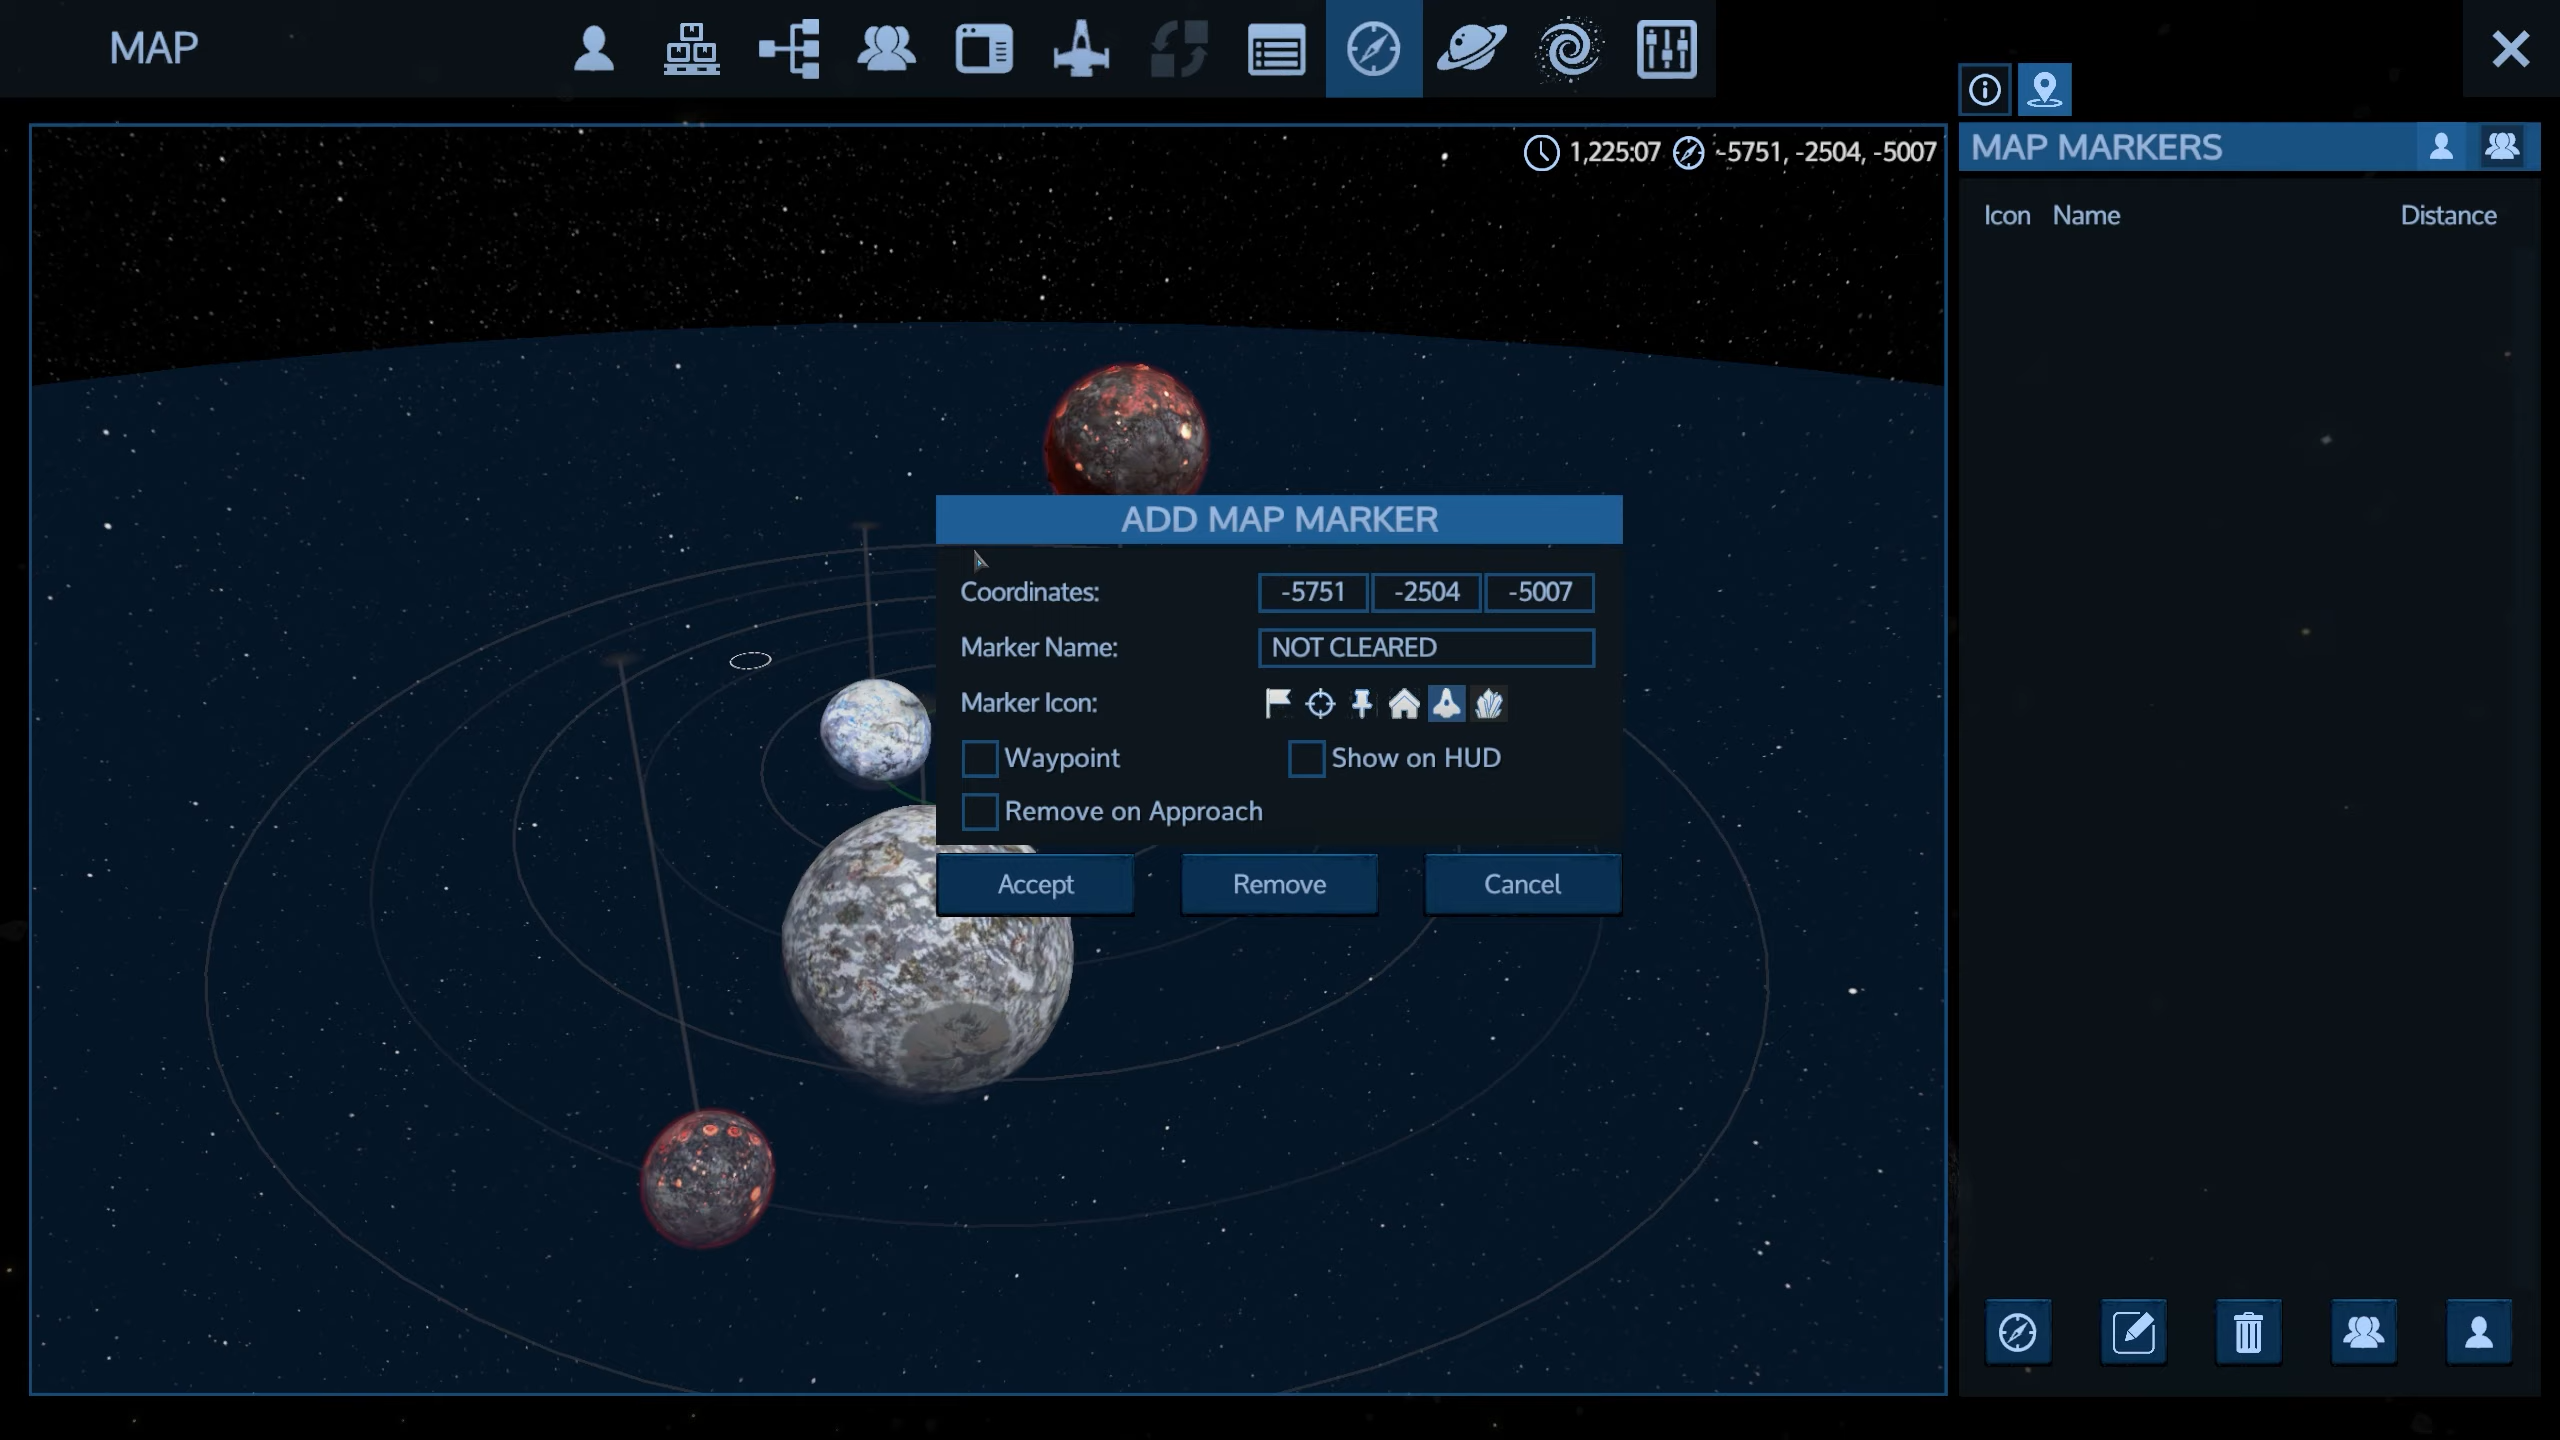 MAP
1,225:07 -5751, -2504, -5007
MAP MARKERS
Icon Name Distance
ADD MAP MARKER
Coordinates: -5751 -2504 -5007
Marker Name: NOT CLEARED
Marker Icon:
Waypoint Show on HUD
Remove on Approach
Accept Remove Cancel